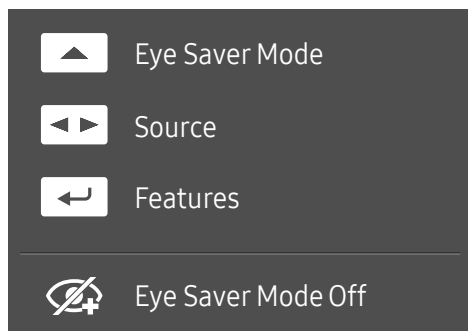 Eye Saver Mode
Source
Features
Eye Saver Mode Off